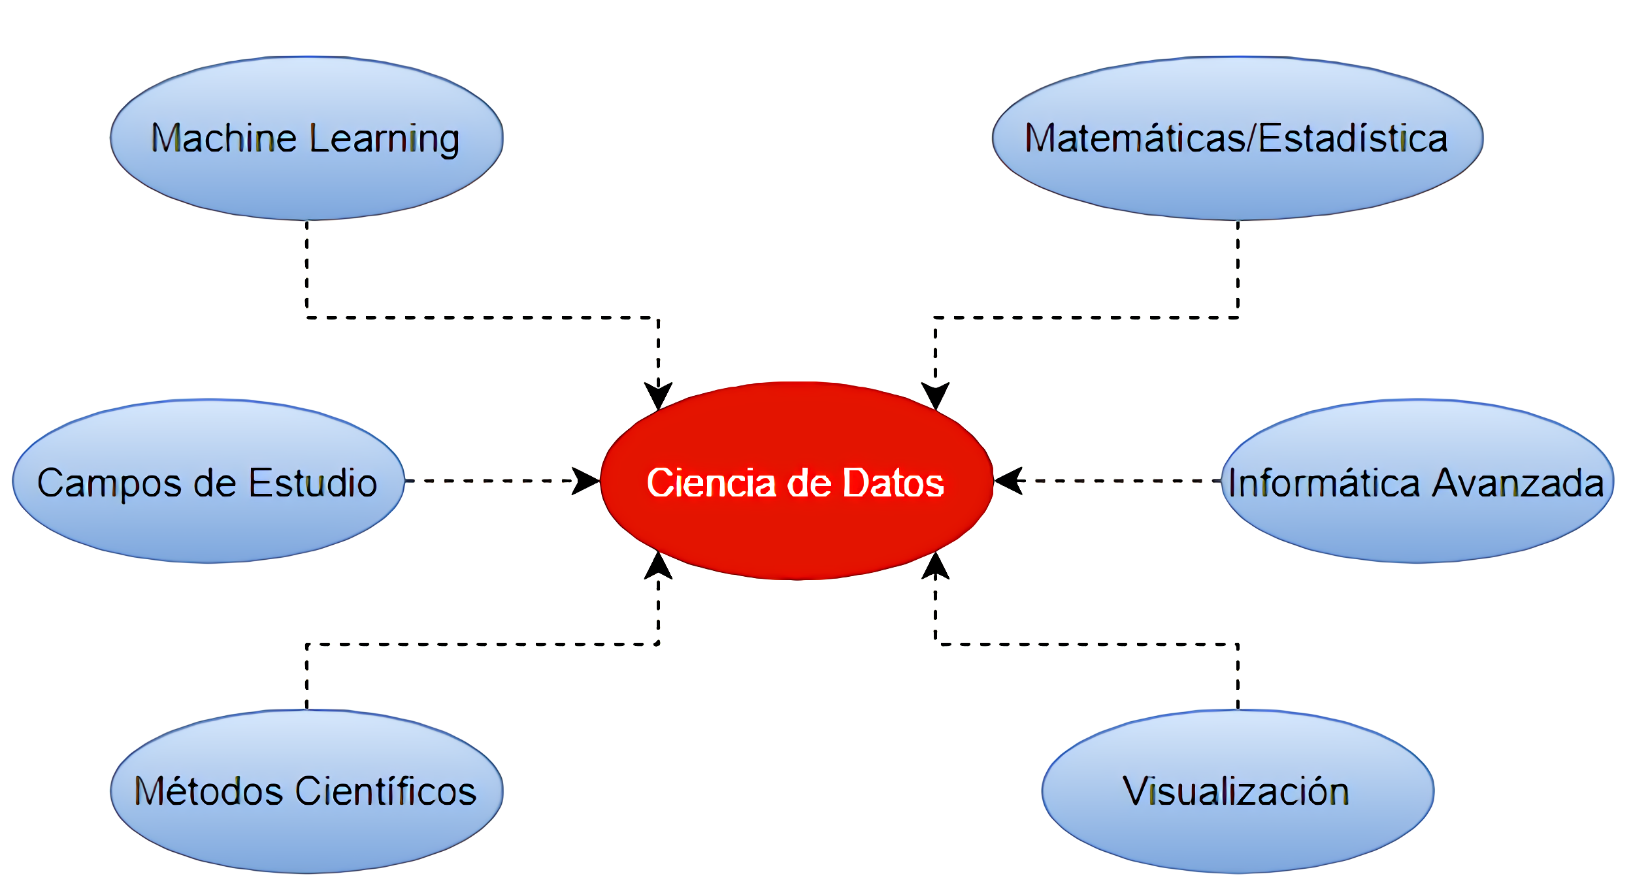 Machine Learning
Matemáticas/Estadística
Campos de Estudio
Ciencia de Datos
Informática Avanzada
Métodos Científicos
Visualización